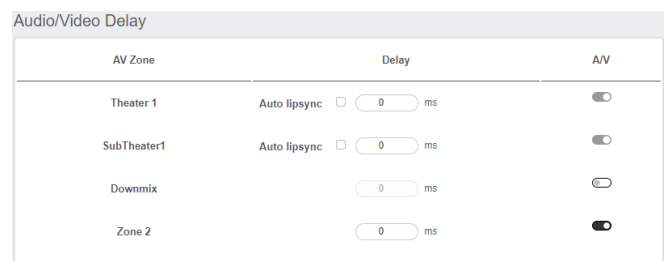 Audio/Video Delay
AV Zone Delay A/V
Theater 1 Auto lipsync 0 ms
SubTheater1 Auto lipsync 0 ms
Downmix 0 ms
Zone 2 0 ms